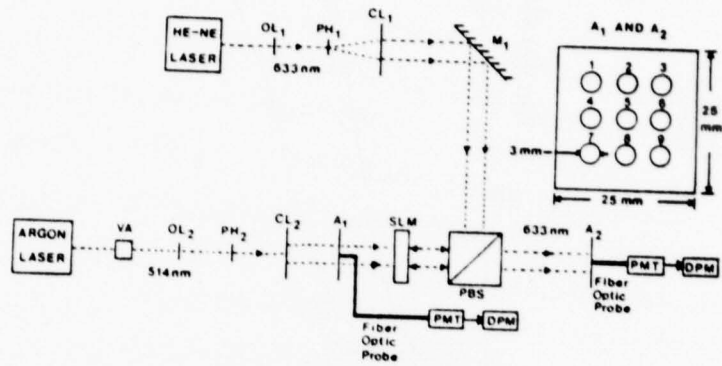 HE-NE
LASER
OL1
PH1
CL1
M1
633nm
A1 AND A2
1 2 3
4 5 6
7 8 9
3 mm
25
mm
25 mm
ARGON
LASER
VA
OL2
PH2
CL2
A1
SLM
PBS
633nm
A2
514nm
PMT
DPM
Fiber
Optic
Probe
PMT
DPM
Fiber
Optic
Probe